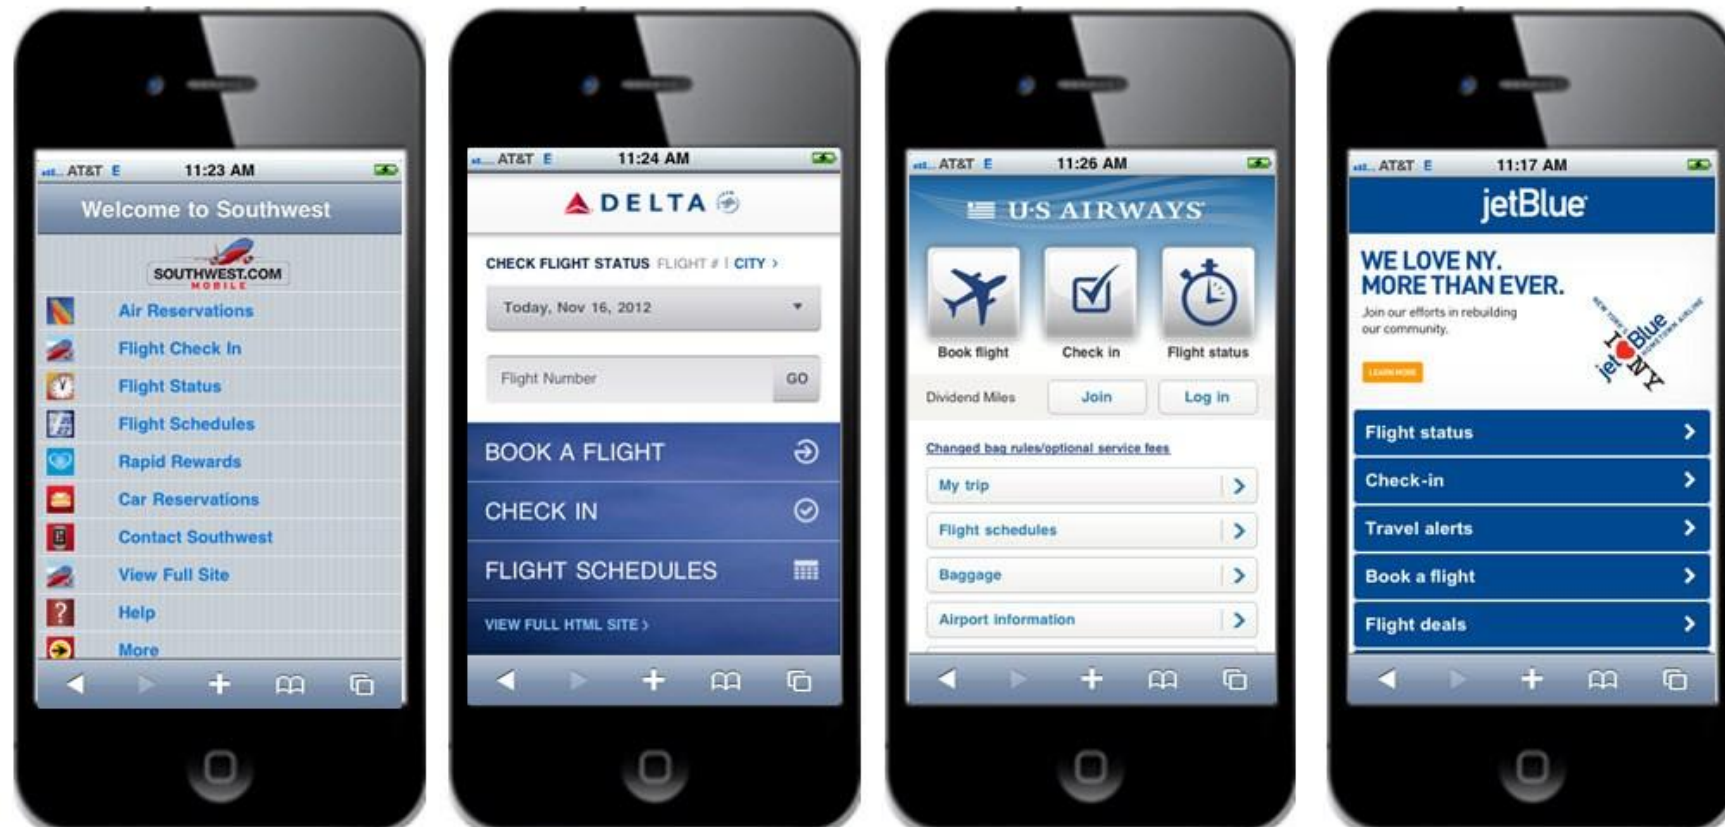 AT&T E 11:23 AM
Welcome to Southwest
SOUTHWEST.COM
MOBILE
Air Reservations
Flight Check In
Flight Status
Flight Schedules
Rapid Rewards
Car Reservations
Contact Southwest
View Full Site
Help
More
AT&T E 11:24 AM
DELTA
CHECK FLIGHT STATUS FLIGHT # | CITY >
Today, Nov 16, 2012
Flight Number GO
BOOK A FLIGHT
CHECK IN
FLIGHT SCHEDULES
VIEW FULL HTML SITE >
AT&T E 11:26 AM
U·S AIRWAYS
Book flight Check in Flight status
Dividend Miles Join Log in
Changed bag rules/optional service fees
My trip
Flight schedules
Baggage
Airport information
AT&T E 11:17 AM
jetBlue
WE LOVE NY.
MORE THAN EVER.
Join our efforts in rebuilding
our community.
LEARN MORE
NEW YORK'S HOMETOWN AIRLINE
jetBlue
I NY
Flight status
Check-in
Travel alerts
Book a flight
Flight deals